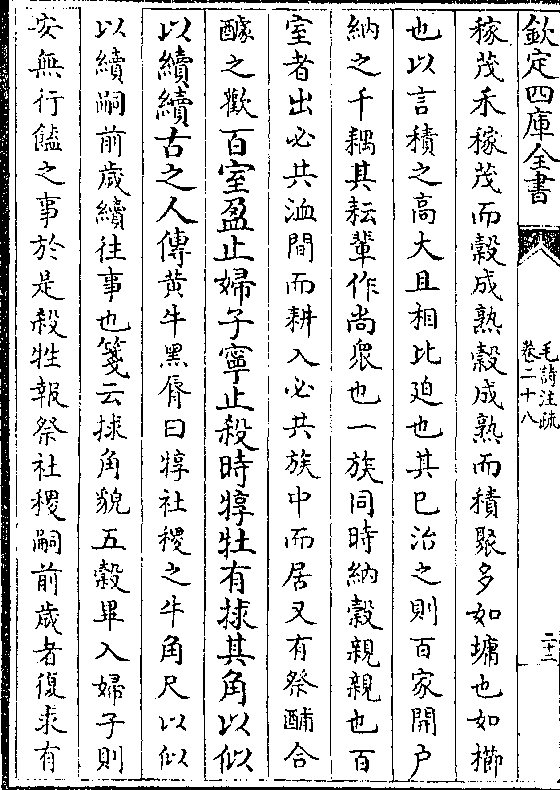 欽定四庫全書
毛詩注疏
卷二十八
二十二
稼茂禾稼茂而穀成熟穀成熟而積聚多如墉也如櫛
也以言積之高大且相比廹也其已治之則百家開户
納之千耦其耘輩作尚衆也一族同時納穀親親也百
室者出必共洫間而耕入必共族中而居又有祭酺合
醵之歡百室盈止婦子寧止殺時犉牡有捄其角以似
以續續古之人傳黄牛黑脣曰犉社稷之牛角尺以似
以續嗣前歲續往事也箋云捄角貌五穀畢入婦子則
安無行饁之事於是殺牲報祭社稷嗣前歲者復求有